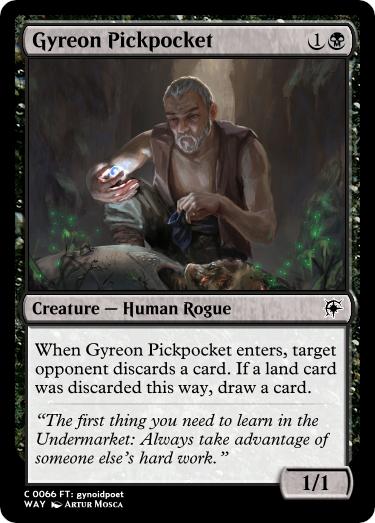 Gyreon Pickpocket 1
Creature — Human Rogue
When Gyreon Pickpocket enters, target
opponent discards a card. If a land card
was discarded this way, draw a card.
“The first thing you need to learn in the
Undermarket: Always take advantage of
someone else’s hard work.”
1/1
C 0066 FT: gynoidpoet
WAY Artur Mosca